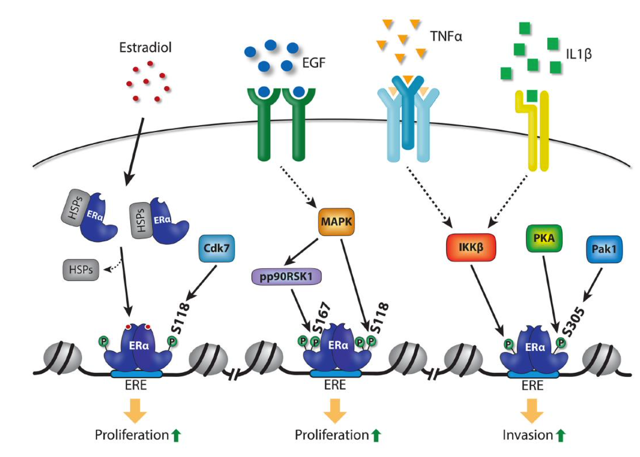 Estradiol
EGF
TNFα
IL1β
HSPs
ERα
HSPs
ERα
HSPs
Cdk7
MAPK
pp90RSK1
IKKβ
PKA
Pak1
P
ERα
P
S118
ERE
P
P
S167
ERα
P
P
S118
ERE
P
ERα
P
S305
ERE
Proliferation
Proliferation
Invasion